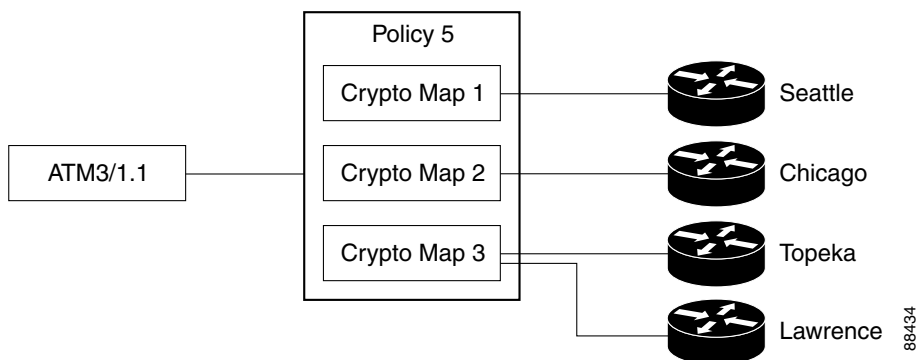 Policy 5
Crypto Map 1
Seattle
ATM3/1.1
Crypto Map 2
Chicago
Crypto Map 3
Topeka
Lawrence
88434